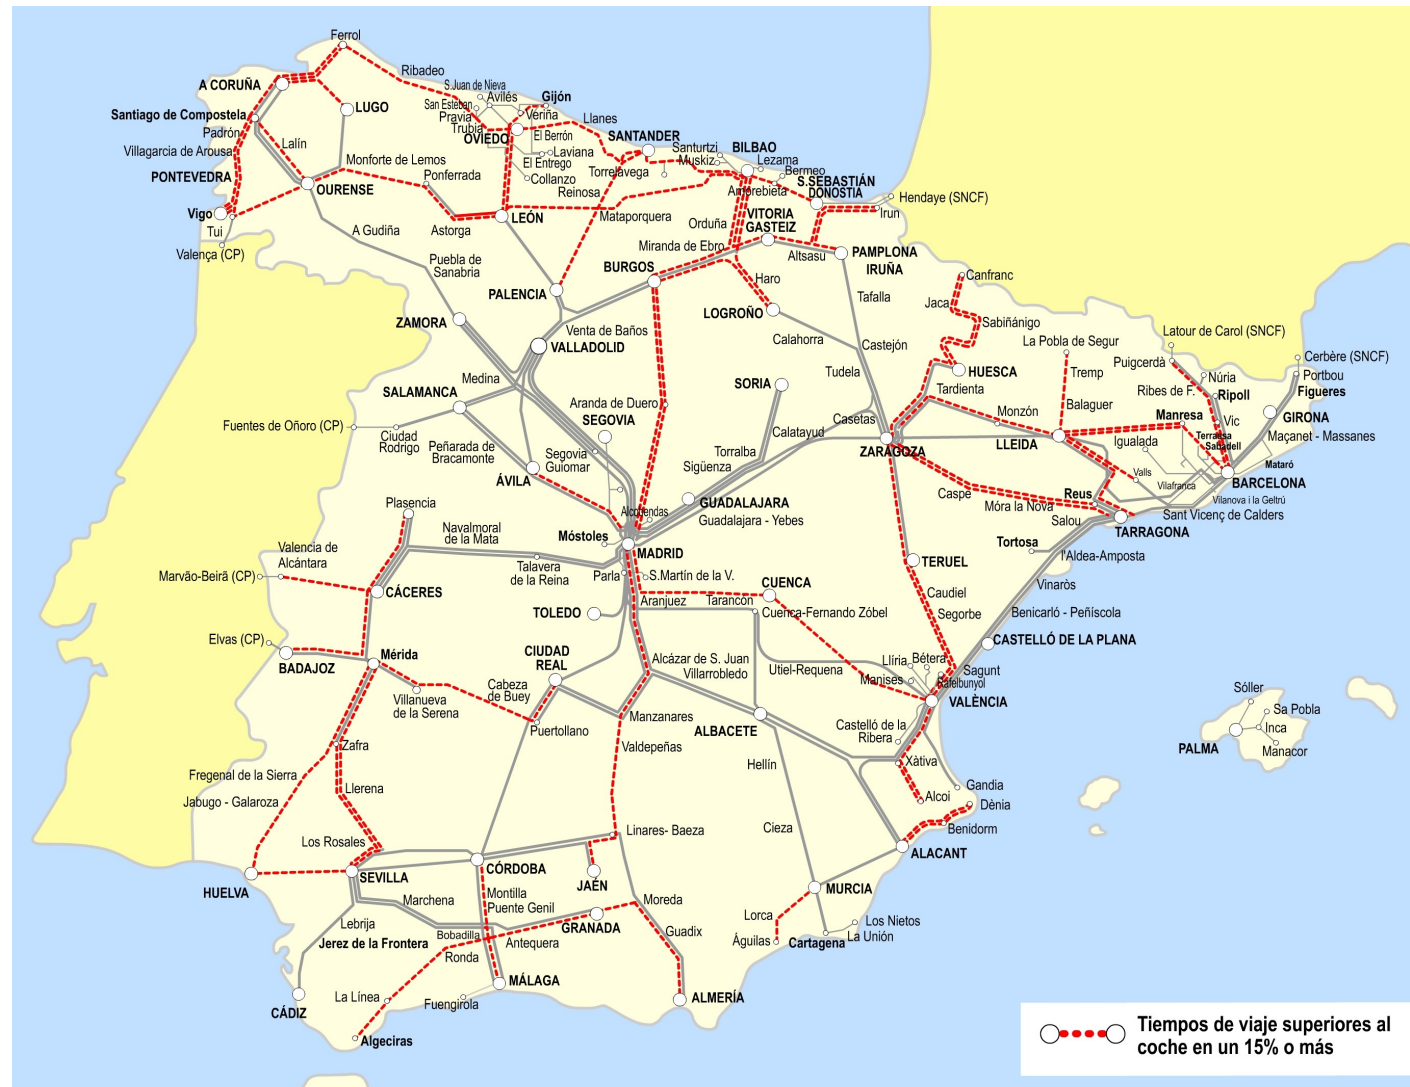 Ferrol
A CORUÑA
Ribadeo
S.Juan de Nieva
Avilés
Gijón
San Esteban
Pravia
Veriña
Trubia
OVIEDO
El Berrón
Llanes
Laviana
El Entrego
Collanzo
LUGO
Santiago de Compostela
Padrón
Lalín
Villagarcia de Arousa
PONTEVEDRA
Monforte de Lemos
Ponferrada
OURENSE
Vigo
Tui
Valença (CP)
A Gudiña
Astorga
LEÓN
SANTANDER
Torrelavega
Reinosa
Mataporquera
Santurtzi
Muskiz
BILBAO
Lezama
Bermeo
Amorebieta
S.SEBASTIÁN
DONOSTIA
Hendaye (SNCF)
Irun
Orduña
VITORIA
GASTEIZ
Miranda de Ebro
Altsasu
PAMPLONA
IRUÑA
Puebla de
Sanabria
PALENCIA
BURGOS
Haro
LOGROÑO
Tafalla
Canfranc
Jaca
Sabiñánigo
ZAMORA
Venta de Baños
VALLADOLID
Calahorra
Castejón
Tudela
HUESCA
Tardienta
La Pobla de Segur
Tremp
Balaguer
Latour de Carol (SNCF)
Puigcerdà
Núria
Ribes de F.
Ripoll
Cerbère (SNCF)
Portbou
Figueres
GIRONA
Maçanet - Massanes
Medina
SALAMANCA
Fuentes de Oñoro (CP)
Ciudad
Rodrigo
Peñarada de
Bracamonte
ÁVILA
Aranda de Duero
SEGOVIA
Segovia
Guiomar
SORIA
Calatayud
Torralba
Sigüenza
Casetas
ZARAGOZA
Monzón
LLEIDA
Manresa
Vic
Terrassa
Sabadell
Igualada
Valls
Vilafranca
Mataró
BARCELONA
Vilanova i la Geltrú
Sant Vicenç de Calders
Reus
Caspe
Móra la Nova
Salou
TARRAGONA
Tortosa
l'Aldea-Amposta
GUADALAJARA
Guadalajara - Yebes
Alcobendas
Móstoles
MADRID
Parla
S.Martín de la V.
Plasencia
Navalmoral
de la Mata
Valencia de
Alcántara
Marvão-Beirã (CP)
Talavera
de la Reina
CÁCERES
TOLEDO
Aranjuez
Tarancón
CUENCA
Cuenca-Fernando Zóbel
TERUEL
Caudiel
Segorbe
Vinaròs
Benicarló - Peñíscola
CASTELLÓ DE LA PLANA
Elvas (CP)
BADAJOZ
Mérida
CIUDAD
REAL
Alcázar de S. Juan
Villarrobledo
Utiel-Requena
Llíria
Bétera
Manises
Rafelbunyol
Sagunt
VALÈNCIA
Villanueva
de la Serena
Cabeza
de Buey
Puertollano
Manzanares
Valdepeñas
ALBACETE
Castelló de la
Ribera
Xàtiva
Gandia
Alcoi
Dènia
Benidorm
ALACANT
Sóller
Sa Pobla
Inca
PALMA
Manacor
Zafra
Fregenal de la Sierra
Jabugo - Galaroza
Llerena
Los Rosales
HUELVA
SEVILLA
CÓRDOBA
Linares- Baeza
JAÉN
Hellín
Cieza
MURCIA
Los Nietos
La Unión
Cartagena
Lorca
Águilas
Lebrija
Marchena
Montilla
Puente Genil
Jerez de la Frontera
Bobadilla
Antequera
GRANADA
Moreda
Guadix
Ronda
CÁDIZ
La Línea
Fuengirola
MÁLAGA
ALMERÍA
Algeciras
Tiempos de viaje superiores al
coche en un 15% o más